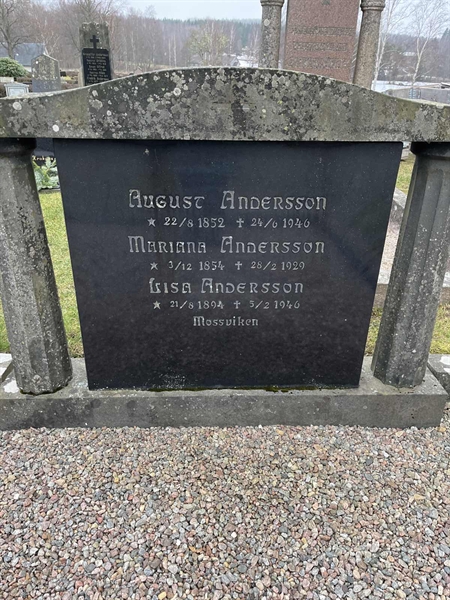 August Andersson
* 22/8 1852 ✝ 24/6 1946
Mariana Andersson
* 3/12 1854 ✝ 28/2 1929
Lisa Andersson
* 21/8 1894 ✝ 5/2 1946
Mossviken